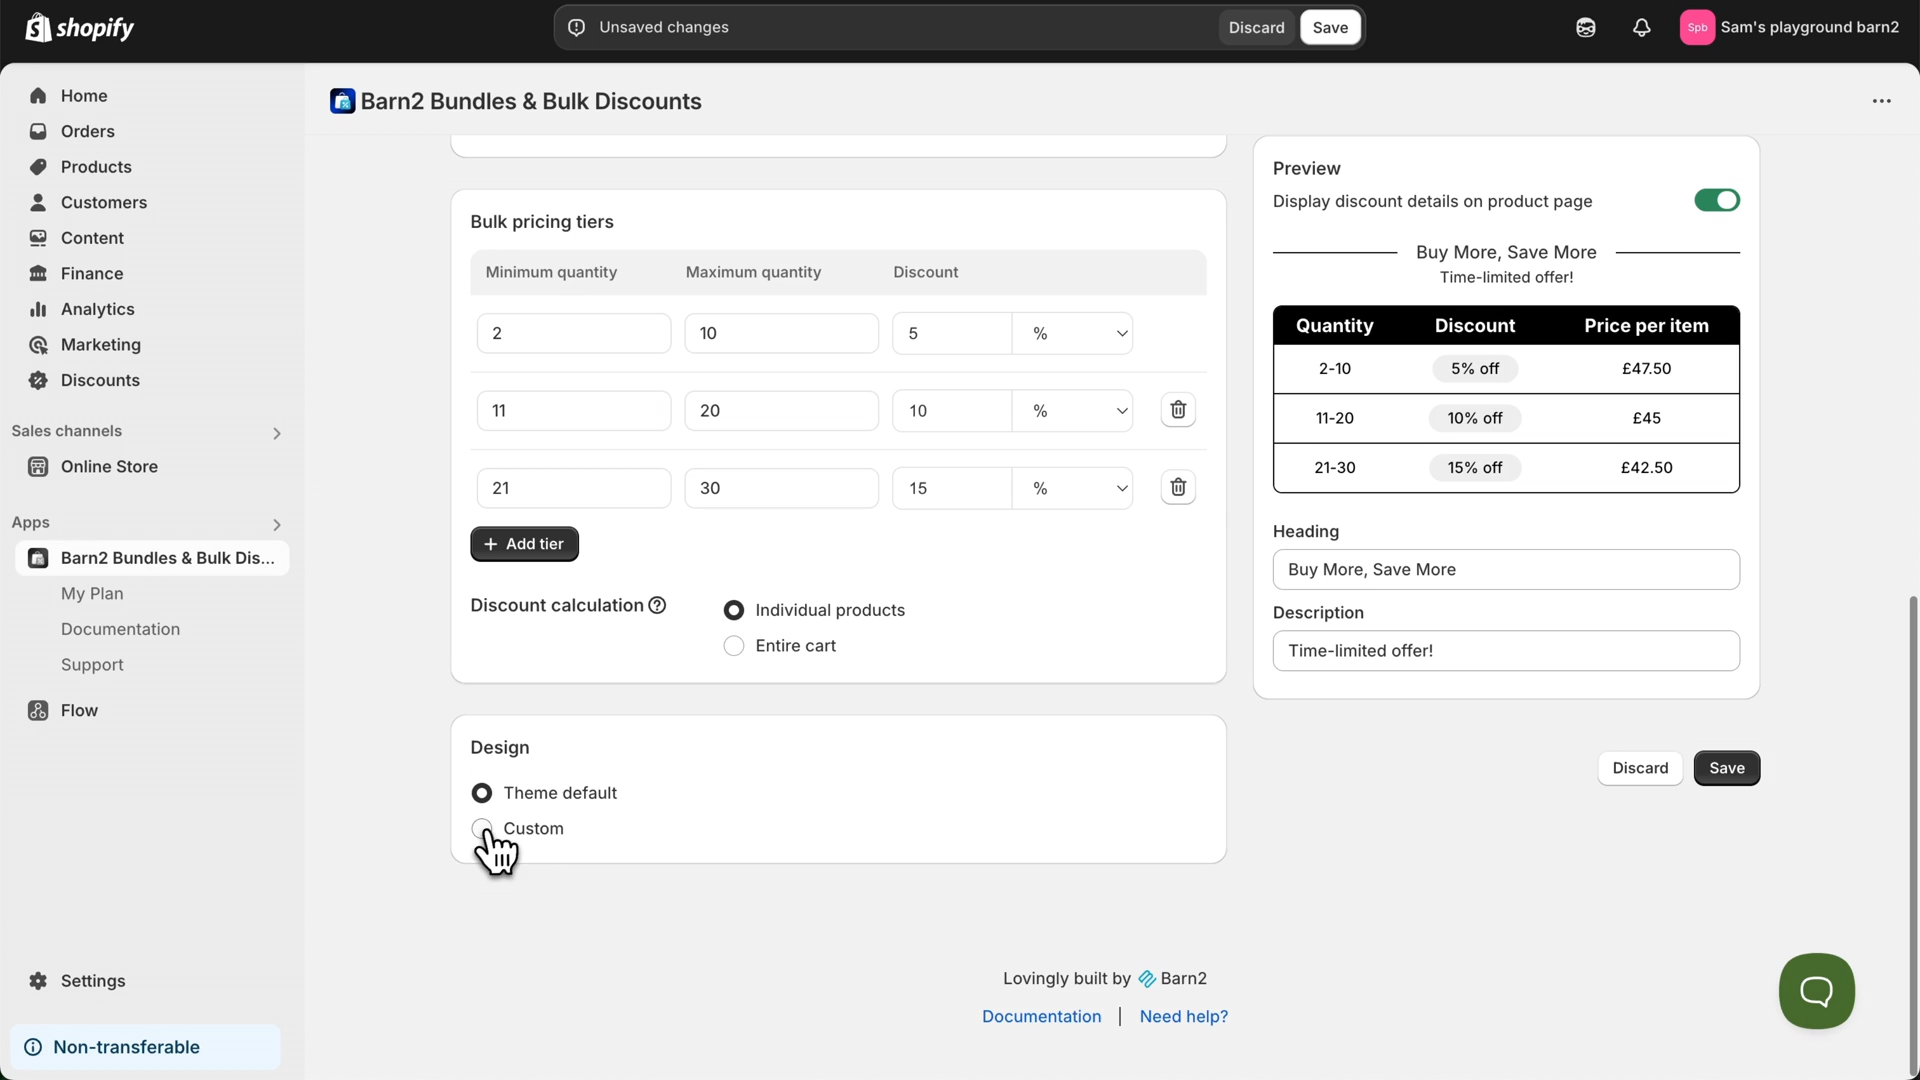 shopify
Unsaved changes
Discard
Save
Spb
Sam's playground barn2
Home
Orders
Products
Customers
Content
Finance
Analytics
Marketing
Discounts
Sales channels
Online Store
Apps
Barn2 Bundles & Bulk Dis...
My Plan
Documentation
Support
Flow
Settings
Non-transferable
Barn2 Bundles & Bulk Discounts
Bulk pricing tiers
Minimum quantity Maximum quantity Discount
2 10 5 %
11 20 10 %
21 30 15 %
+ Add tier
Discount calculation
Individual products
Entire cart
Design
Theme default
Custom
Preview
Display discount details on product page
Buy More, Save More
Time-limited offer!
Quantity Discount Price per item
2-10 5% off £47.50
11-20 10% off £45
21-30 15% off £42.50
Heading
Buy More, Save More
Description
Time-limited offer!
Discard
Save
Lovingly built by Barn2
Documentation | Need help?